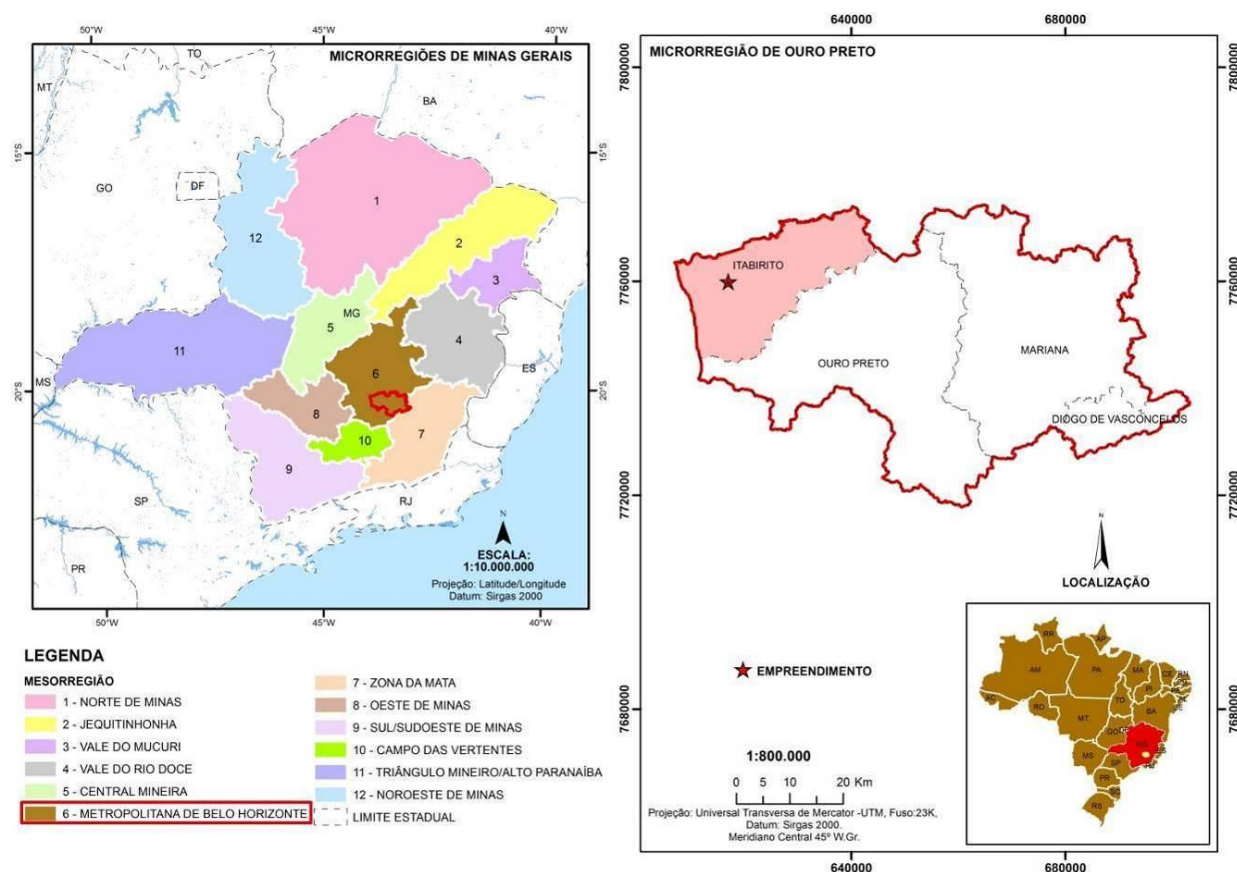 50°W
45°W
40°W
MICRORREGIÕES DE MINAS GERAIS
TO
MT
BA
15°S
15°S
GO
DF
1
12
2
3
MG
5
4
11
6
ES
MS
20°S
20°S
8
7
10
9
SP
RJ
PR
N
ESCALA:
1:10.000.000
Projeção: Latitude/Longitude
Datum: Sirgas 2000
50°W
45°W
40°W
LEGENDA
MESORREGIÃO
1 - NORTE DE MINAS
2 - JEQUITINHONHA
3 - VALE DO MUCURI
4 - VALE DO RIO DOCE
5 - CENTRAL MINEIRA
6 - METROPOLITANA DE BELO HORIZONTE
7 - ZONA DA MATA
8 - OESTE DE MINAS
9 - SUL/SUDOESTE DE MINAS
10 - CAMPO DAS VERTENTES
11 - TRIÂNGULO MINEIRO/ALTO PARANAÍBA
12 - NOROESTE DE MINAS
LIMITE ESTADUAL
640000
680000
MICRORREGIÃO DE OURO PRETO
7800000
7800000
ITABIRITO
7760000
7760000
OURO PRETO
MARIANA
DIOGO DE VASCONCELOS
7720000
7720000
N
LOCALIZAÇÃO
EMPREENDIMENTO
7680000
7680000
1:800.000
0 5 10 20 Km
Projeção: Universal Transversa de Mercator -UTM, Fuso:23K,
Datum: Sirgas 2000.
Meridiano Central 45º W.Gr.
RR
AP
AM
PA
MA
CE
RN
PI
AC
TO
RO
BA
MT
GO
MG
MS
SP
PR
SC
RS
640000
680000